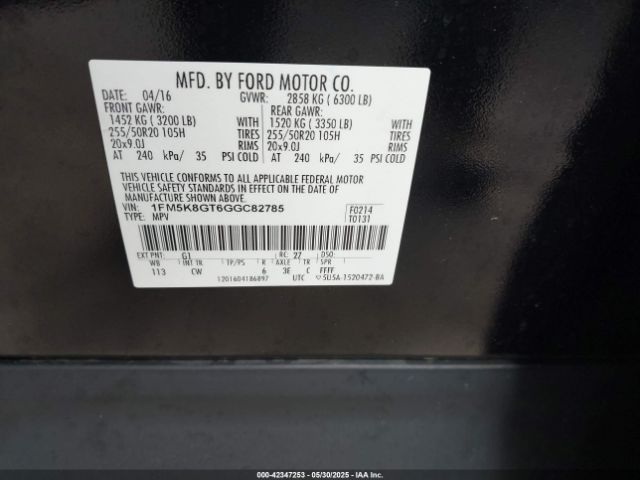 MFD. BY FORD MOTOR CO.
DATE: 04/16 GVWR: 2858 KG ( 6300 LB)
FRONT GAWR: REAR GAWR:
1452 KG ( 3200 LB) WITH 1520 KG ( 3350 LB) WITH
255/50R20 105H TIRES 255/50R20 105H TIRES
20x9.0J RIMS 20x9.0J RIMS
AT 240 kPa/ 35 PSI COLD AT 240 kPa/ 35 PSI COLD
THIS VEHICLE CONFORMS TO ALL APPLICABLE FEDERAL MOTOR
VEHICLE SAFETY STANDARDS IN EFFECT ON THE DATE OF
MANUFACTURE SHOWN ABOVE.
VIN: 1FM5K8GT6GGC82785 F0214
TYPE: MPV T0131
EXT PNT: G1 RC: 27 DSO:
WB INT TR TP/PS R AXLE TR SPR
113 CW 6 3E C FFFF
1201604186897 UTC 5U5A-1520472-BA
000-42347253 - 05/30/2025 - IAA Inc.